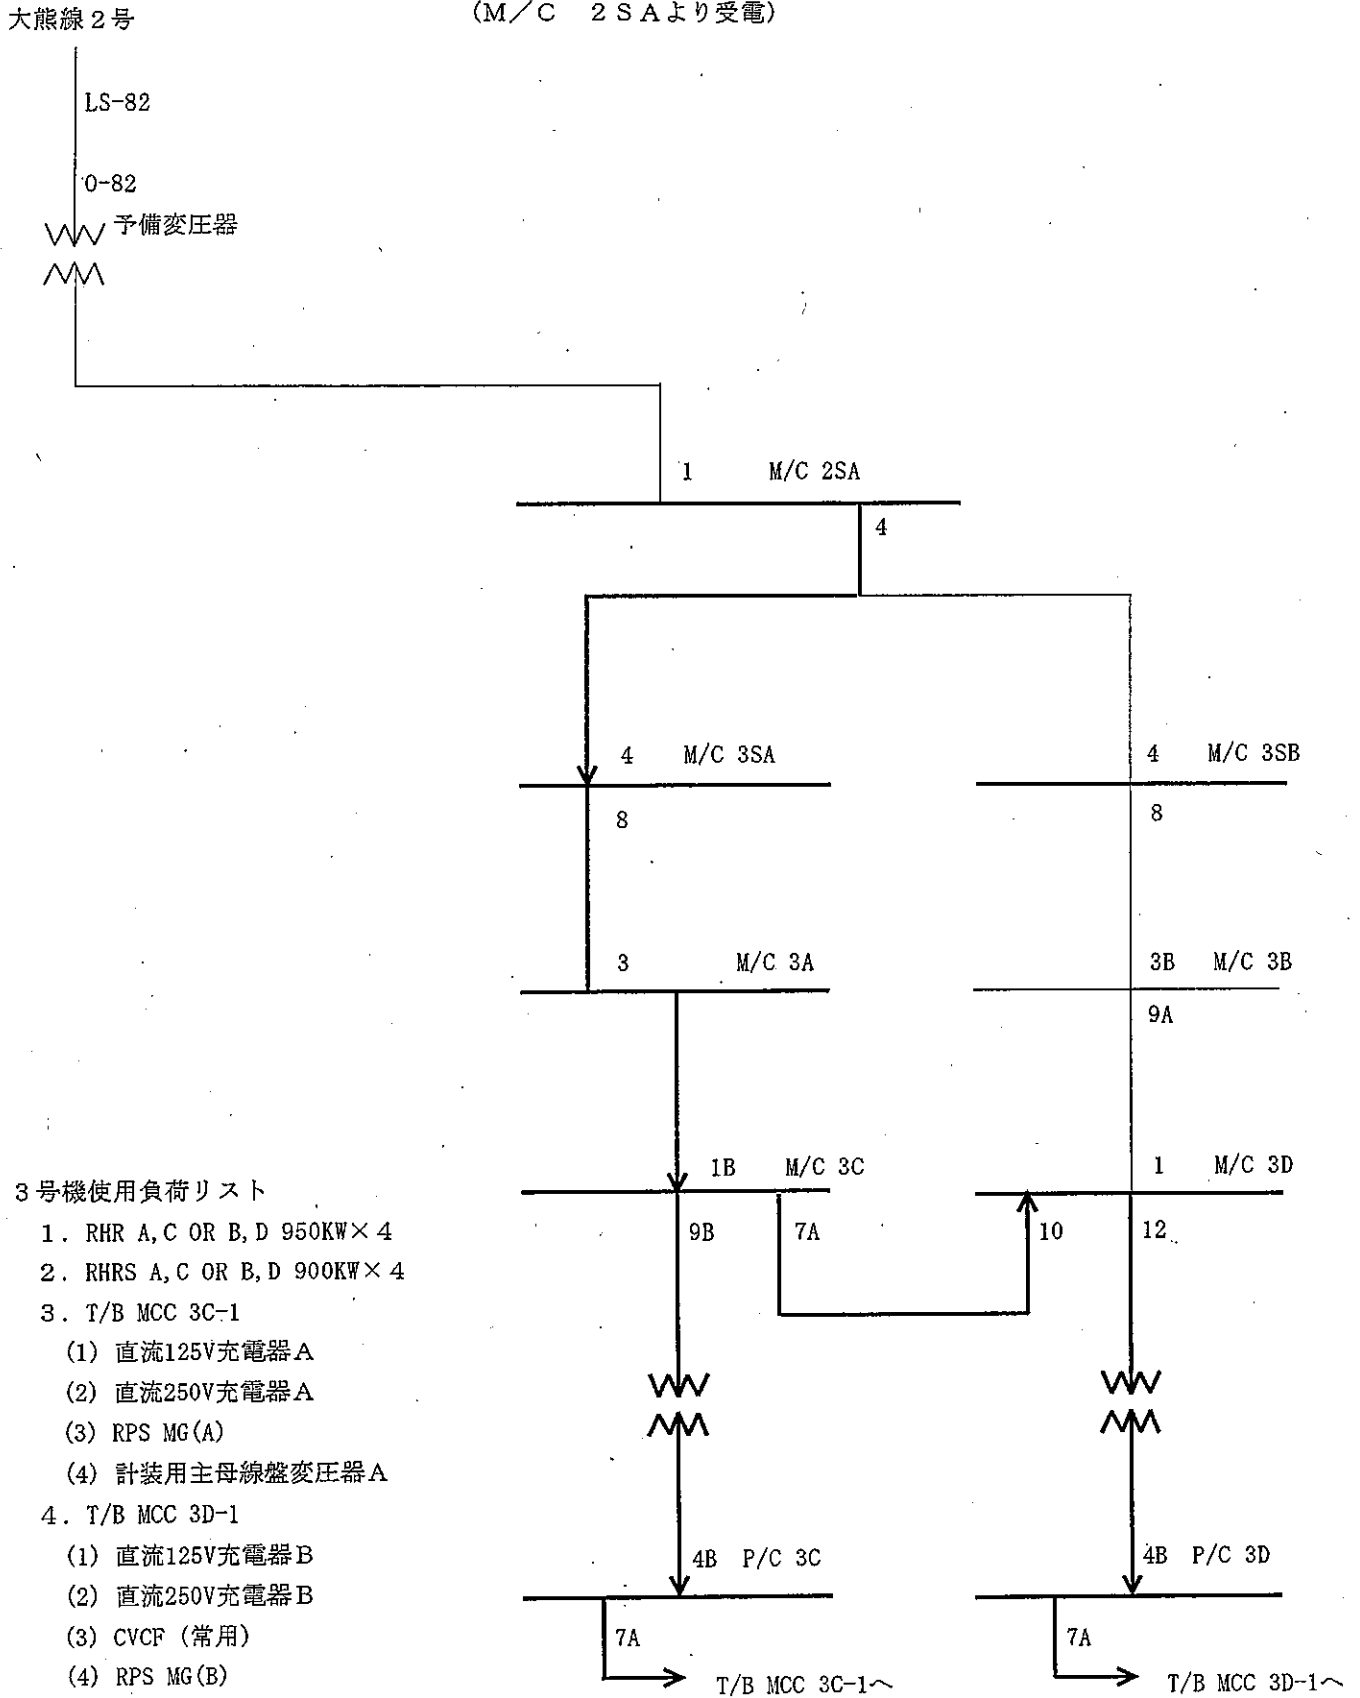 (M／C　2SAより受電)
大熊線2号
LS-82
O-82
予備変圧器
1 M/C 2SA
4
4 M/C 3SA
4 M/C 3SB
8
8
3 M/C 3A
3B M/C 3B
9A
1B M/C 3C
1 M/C 3D
9B
7A
10
12
3号機使用負荷リスト
1. RHR A,C OR B,D 950KW×4
2. RHRS A,C OR B,D 900KW×4
3. T/B MCC 3C-1
(1) 直流125V充電器A
(2) 直流250V充電器A
(3) RPS MG(A)
(4) 計装用主母線盤変圧器A
4. T/B MCC 3D-1
(1) 直流125V充電器B
(2) 直流250V充電器B
(3) CVCF (常用)
(4) RPS MG(B)
4B P/C 3C
4B P/C 3D
7A
7A
T/B MCC 3C-1へ
T/B MCC 3D-1へ